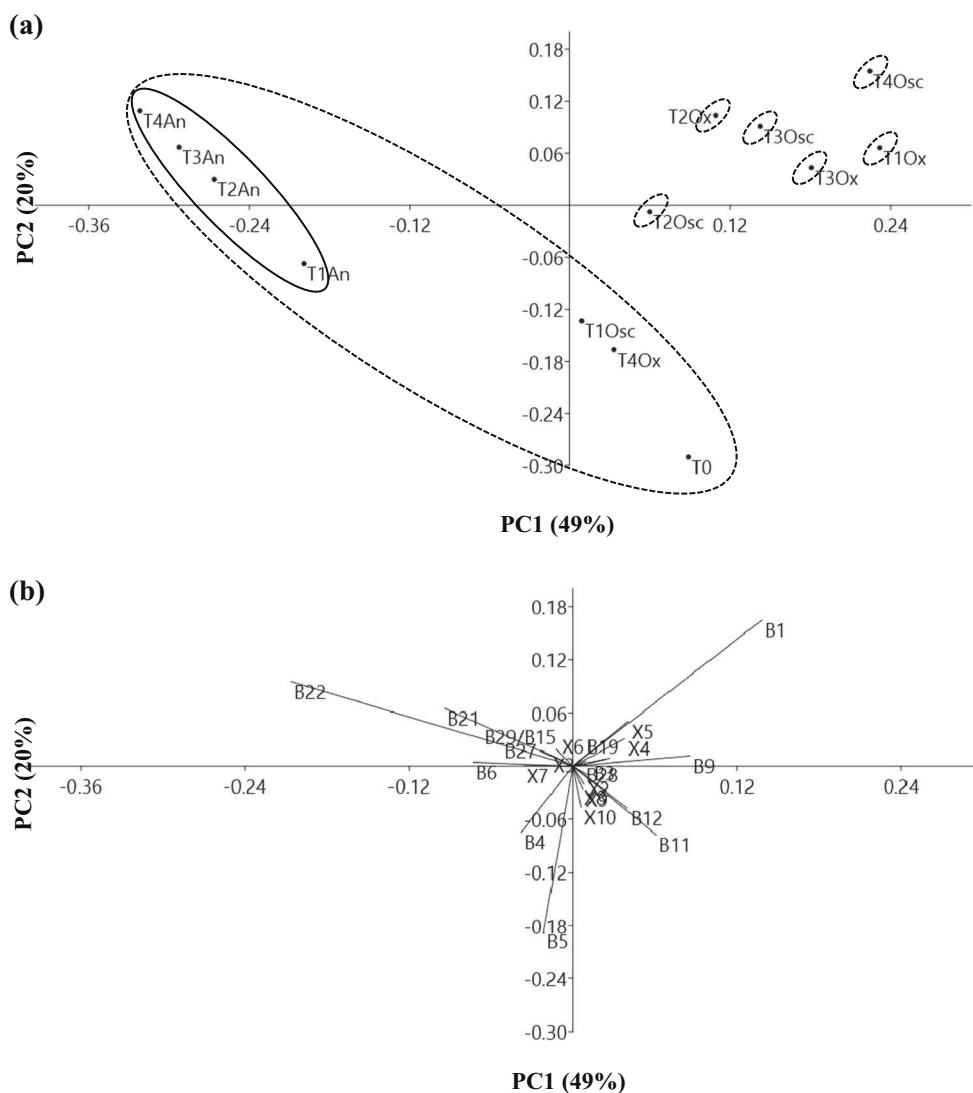 (a)
0.18
T4Osc
0.12
T2Ox
T3Osc
T4An
T3An
0.06
T1Ox
T3Ox
T2An
-0.36
-0.24
-0.12
T2Osc
0.12
0.24
PC2 (20%)
-0.06
T1An
-0.12
T1Osc
T4Ox
-0.18
-0.24
-0.30
T0
PC1 (49%)
(b)
0.18
B1
0.12
B22
0.06
B21
X5
B29/B15
X6
B19
X4
B27
B9
B6
X7
B28
-0.36
-0.24
-0.12
0.12
0.24
PC2 (20%)
-0.06
X10
B12
B11
B4
-0.12
-0.18
B5
-0.24
-0.30
PC1 (49%)